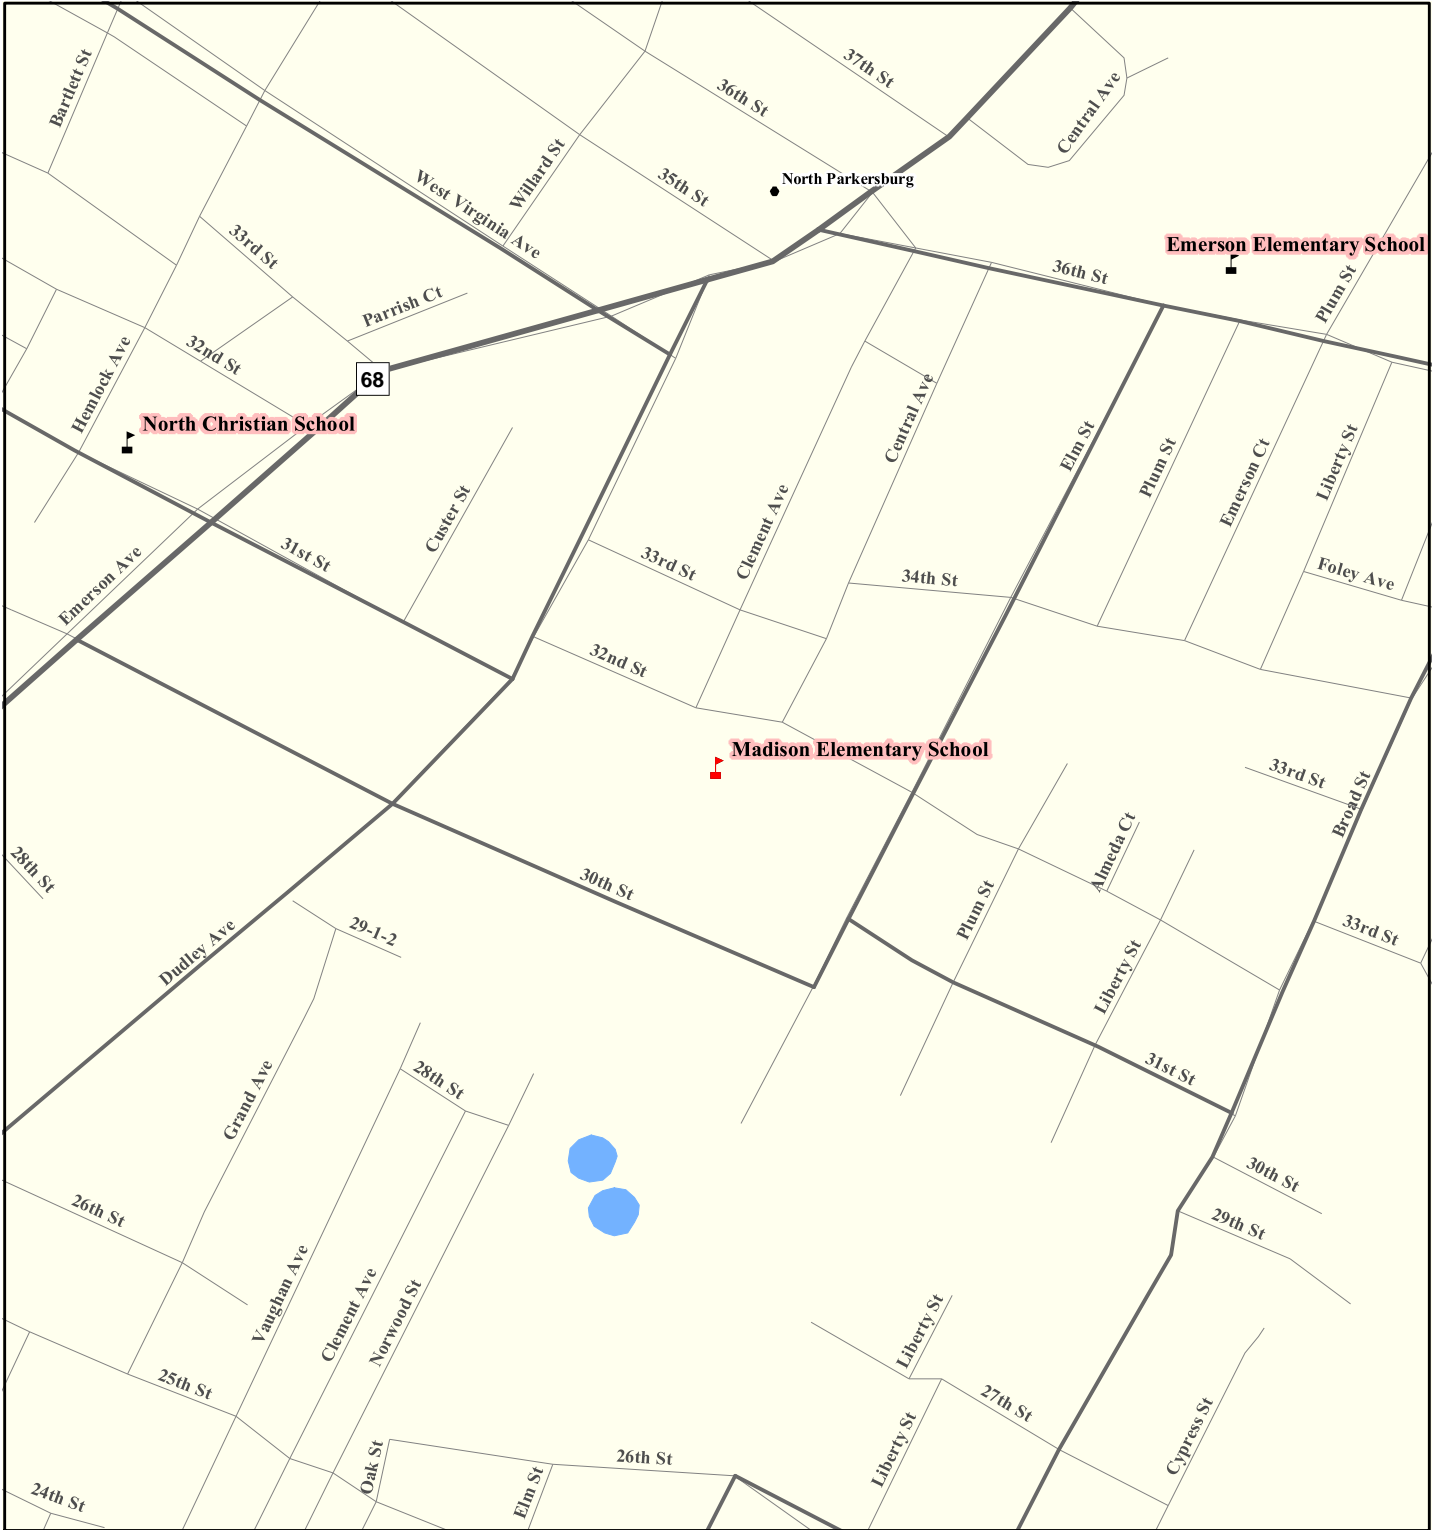 37th St
Bartlett St
36th St
Central Ave
Willard St
35th St
North Parkersburg
West Virginia Ave
33rd St
Emerson Elementary School
36th St
Plum St
Parrish Ct
32nd St
Hemlock Ave
68
North Christian School
Central Ave
Elm St
Plum St
Emerson Ct
Liberty St
Custer St
Clement Ave
31st St
33rd St
34th St
Foley Ave
Emerson Ave
32nd St
Madison Elementary School
33rd St
Broad St
Almeda Ct
28th St
30th St
Plum St
33rd St
29-1-2
Dudley Ave
Liberty St
31st St
28th St
Grand Ave
30th St
26th St
29th St
Vaughan Ave
Clement Ave
Norwood St
Liberty St
25th St
27th St
Liberty St
Cypress St
Oak St
26th St
Elm St
24th St